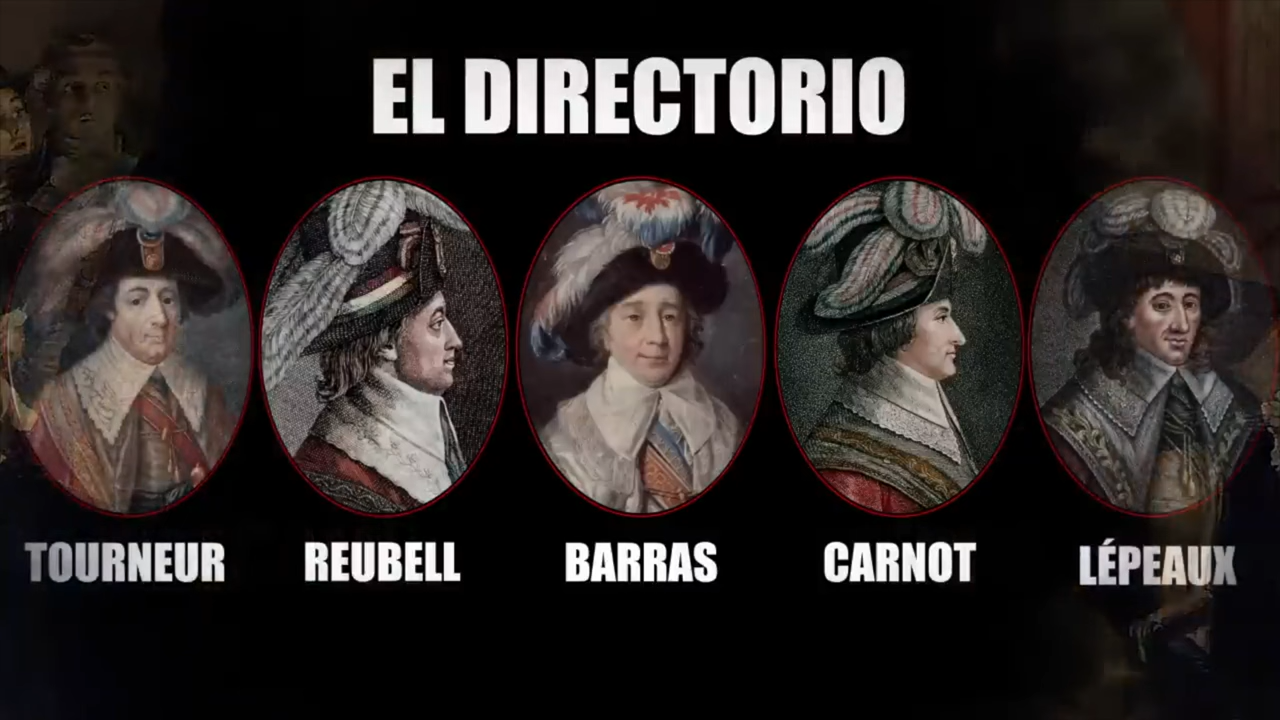 EL DIRECTORIO
TOURNEUR
REUBELL
BARRAS
CARNOT
LÉPEAUX